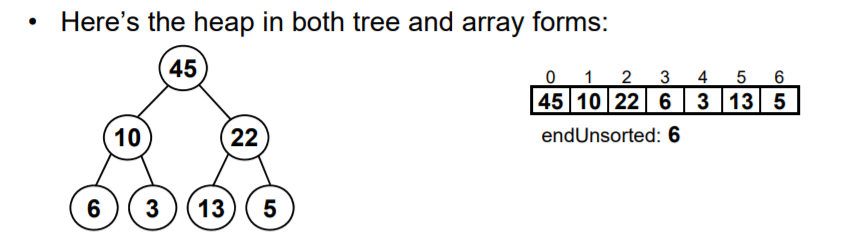 • Here’s the heap in both tree and array forms:
45
0 1 2 3 4 5 6
45 10 22 6 3 13 5
10 22
endUnsorted: 6
6 3 13 5